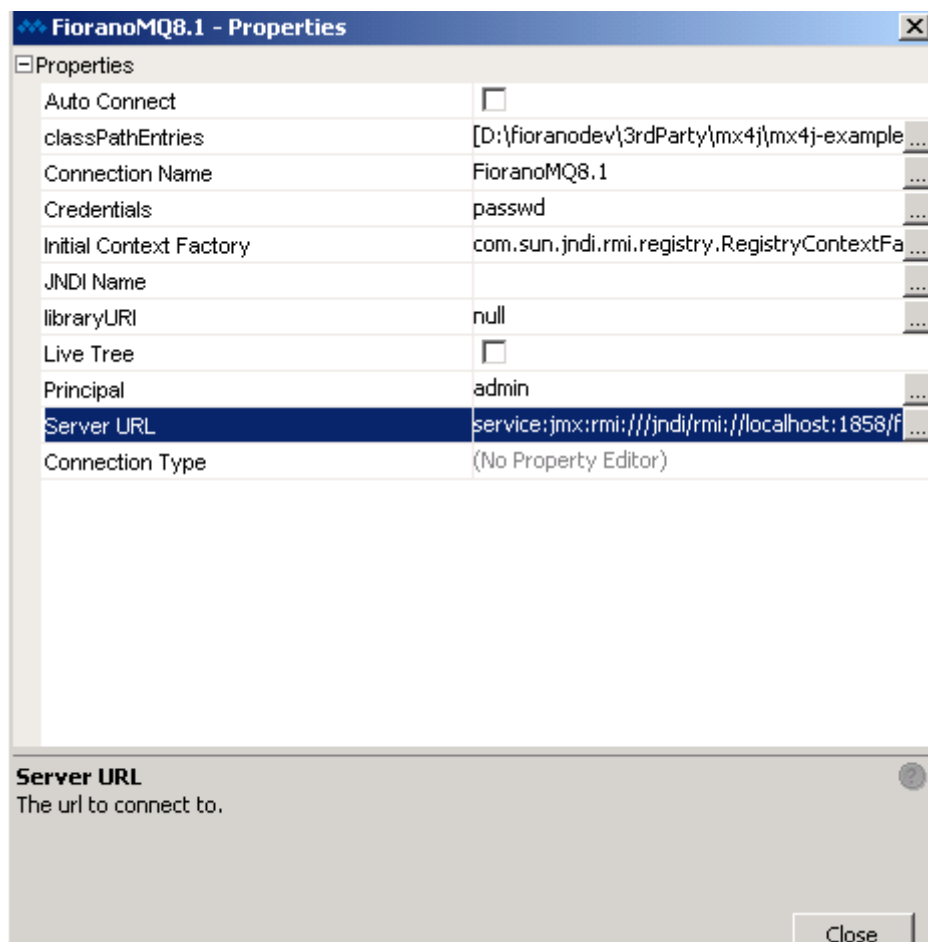 FioranoMQ8.1 - Properties
Properties
Auto Connect
classPathEntries [D:\fioranodev\3rdParty\mx4j\mx4j-example ...
Connection Name FioranoMQ8.1 ...
Credentials passwd ...
Initial Context Factory com.sun.jndi.rmi.registry.RegistryContextFa ...
JNDI Name ...
libraryURI null ...
Live Tree
Principal admin ...
Server URL service:jmx:rmi:///jndi/rmi://localhost:1858/f ...
Connection Type (No Property Editor)
Server URL
The url to connect to.
Close